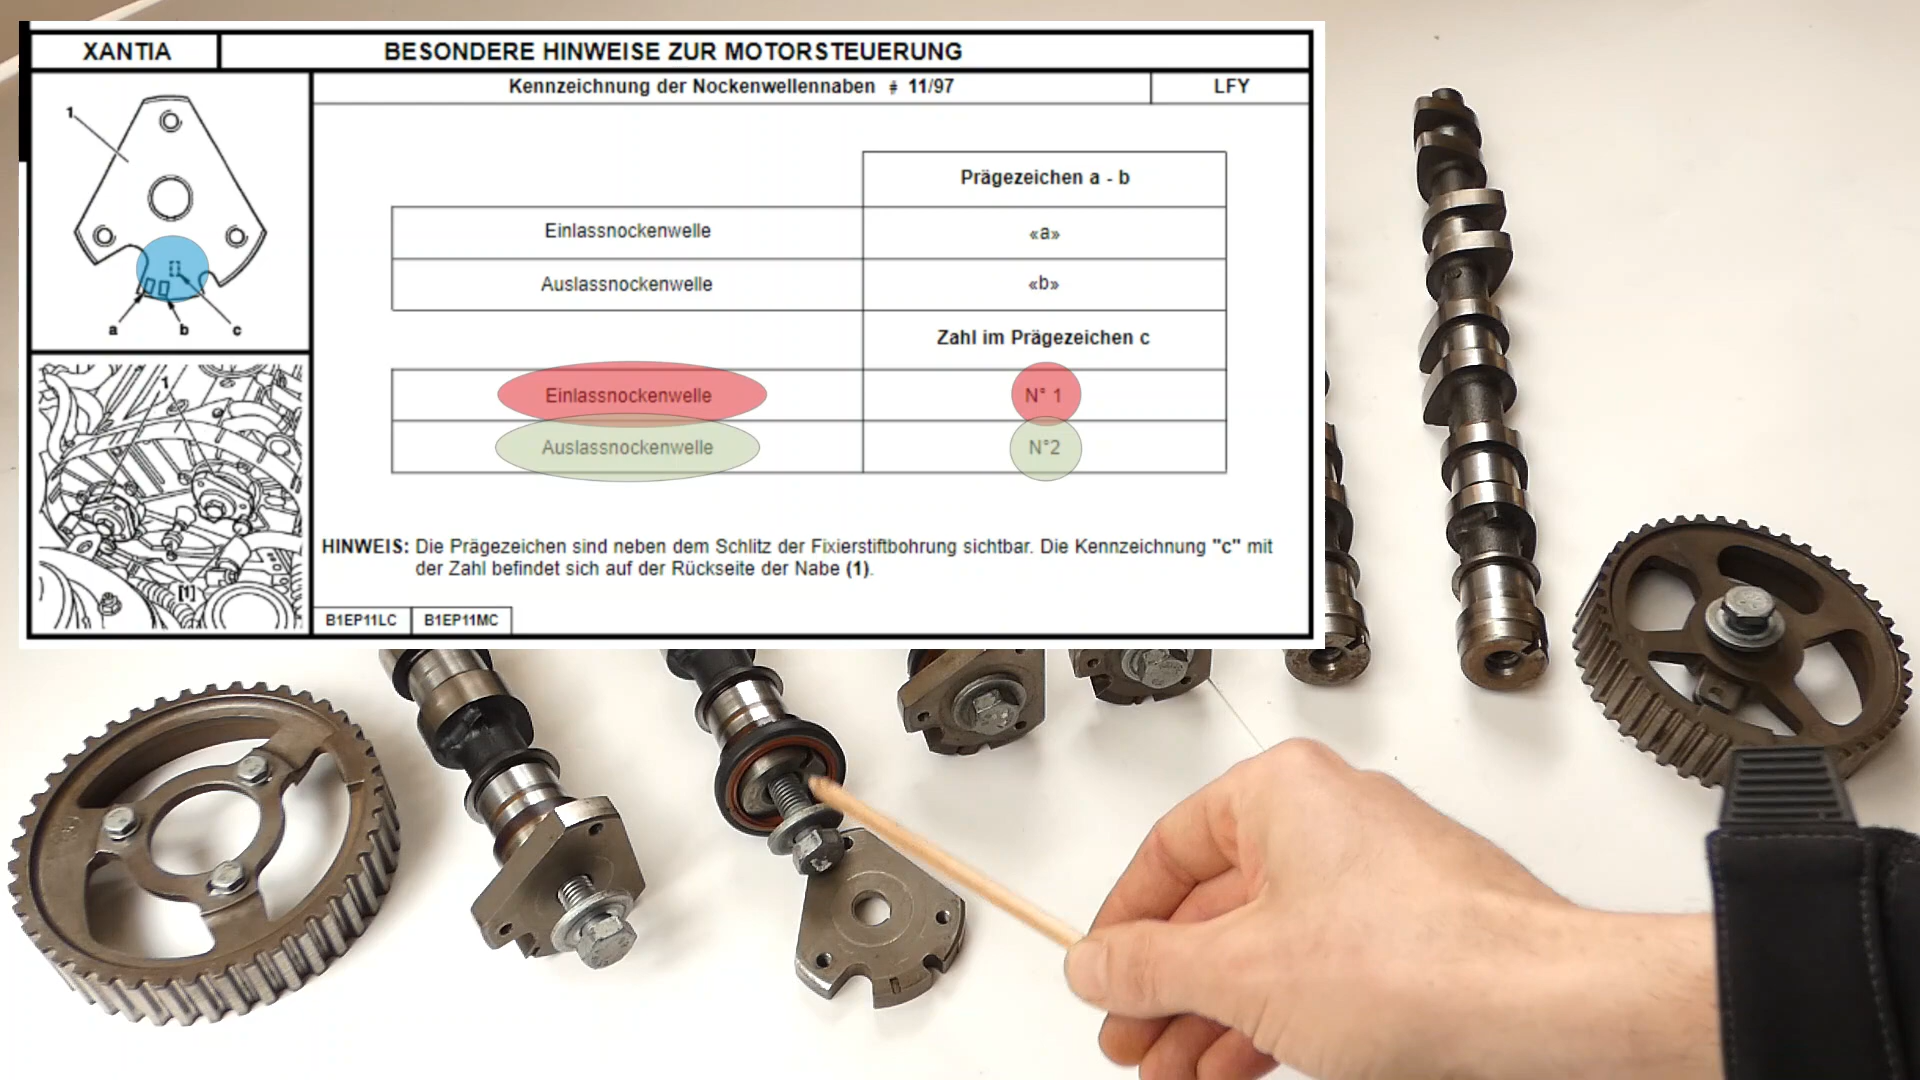 XANTIA
BESONDERE HINWEISE ZUR MOTORSTEUERUNG
Kennzeichnung der Nockenwellennaben # 11/97
LFY
1
a b c
Prägezeichen a - b
Einlassnockenwelle «a»
Auslassnockenwelle «b»
Zahl im Prägezeichen c
Einlassnockenwelle N° 1
Auslassnockenwelle N°2
1
[1]
HINWEIS: Die Prägezeichen sind neben dem Schlitz der Fixierstiftbohrung sichtbar. Die Kennzeichnung "c" mit
der Zahl befindet sich auf der Rückseite der Nabe (1).
B1EP11LC B1EP11MC